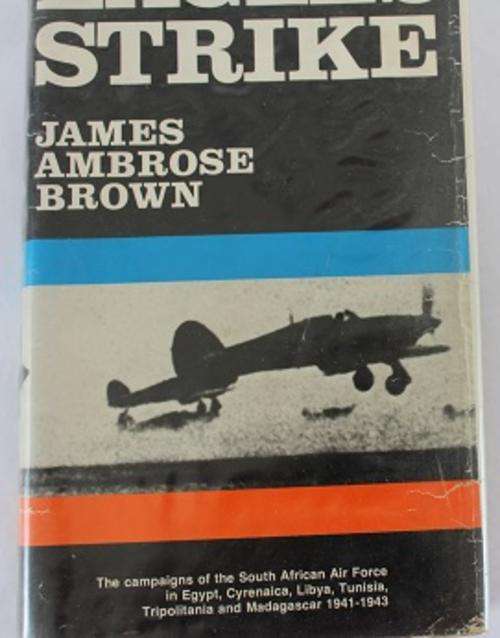 STRIKE
JAMES
AMBROSE
BROWN
The campaigns of the South African Air Force
in Egypt, Cyrenaica, Libya, Tunisia,
Tripolitania and Madagascar 1941-1943